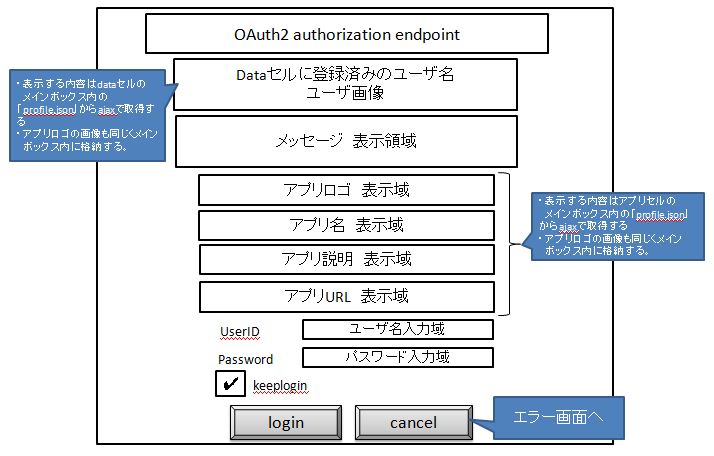 OAuth2 authorization endpoint
Dataセルに登録済みのユーザ名
ユーザ画像
・表示する内容はdataセルの
メインボックス内の
「profile.json」からajaxで取得す
る
・アプリロゴの画像も同じくメイン
ボックス内に格納する。
メッセージ 表示領域
アプリロゴ 表示域
アプリ名 表示域
アプリ説明 表示域
アプリURL 表示域
・表示する内容はアプリセルの
メインボックス内の「profile.json」
からajaxで取得する
・アプリロゴの画像も同じくメイン
ボックス内に格納する。
UserID
ユーザ名入力域
Password
パスワード入力域
✔ keeplogin
login
cancel
エラー画面へ